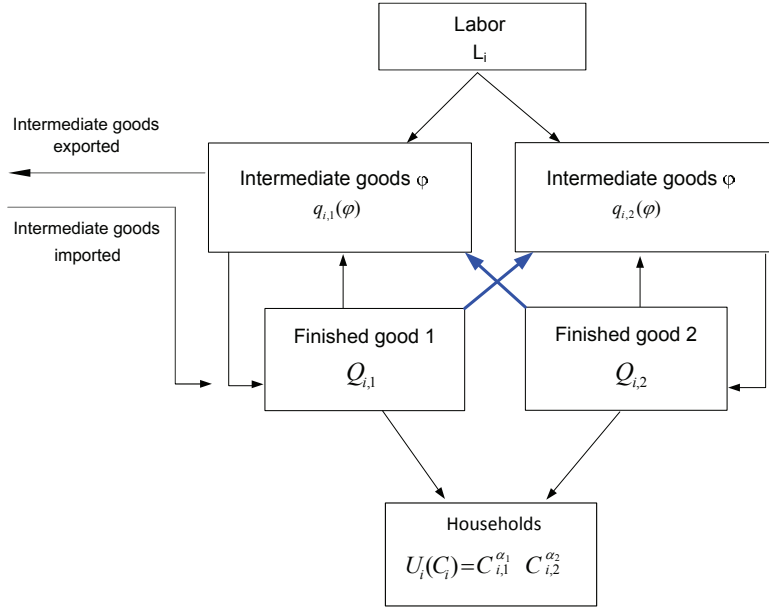 Labor
L_i
Intermediate goods
exported
Intermediate goods φ
q_{i,1}(φ)
Intermediate goods φ
q_{i,2}(φ)
Intermediate goods
imported
Finished good 1
Q_{i,1}
Finished good 2
Q_{i,2}
Households
U_i(C_i)=C_{i,1}^{α_1} C_{i,2}^{α_2}